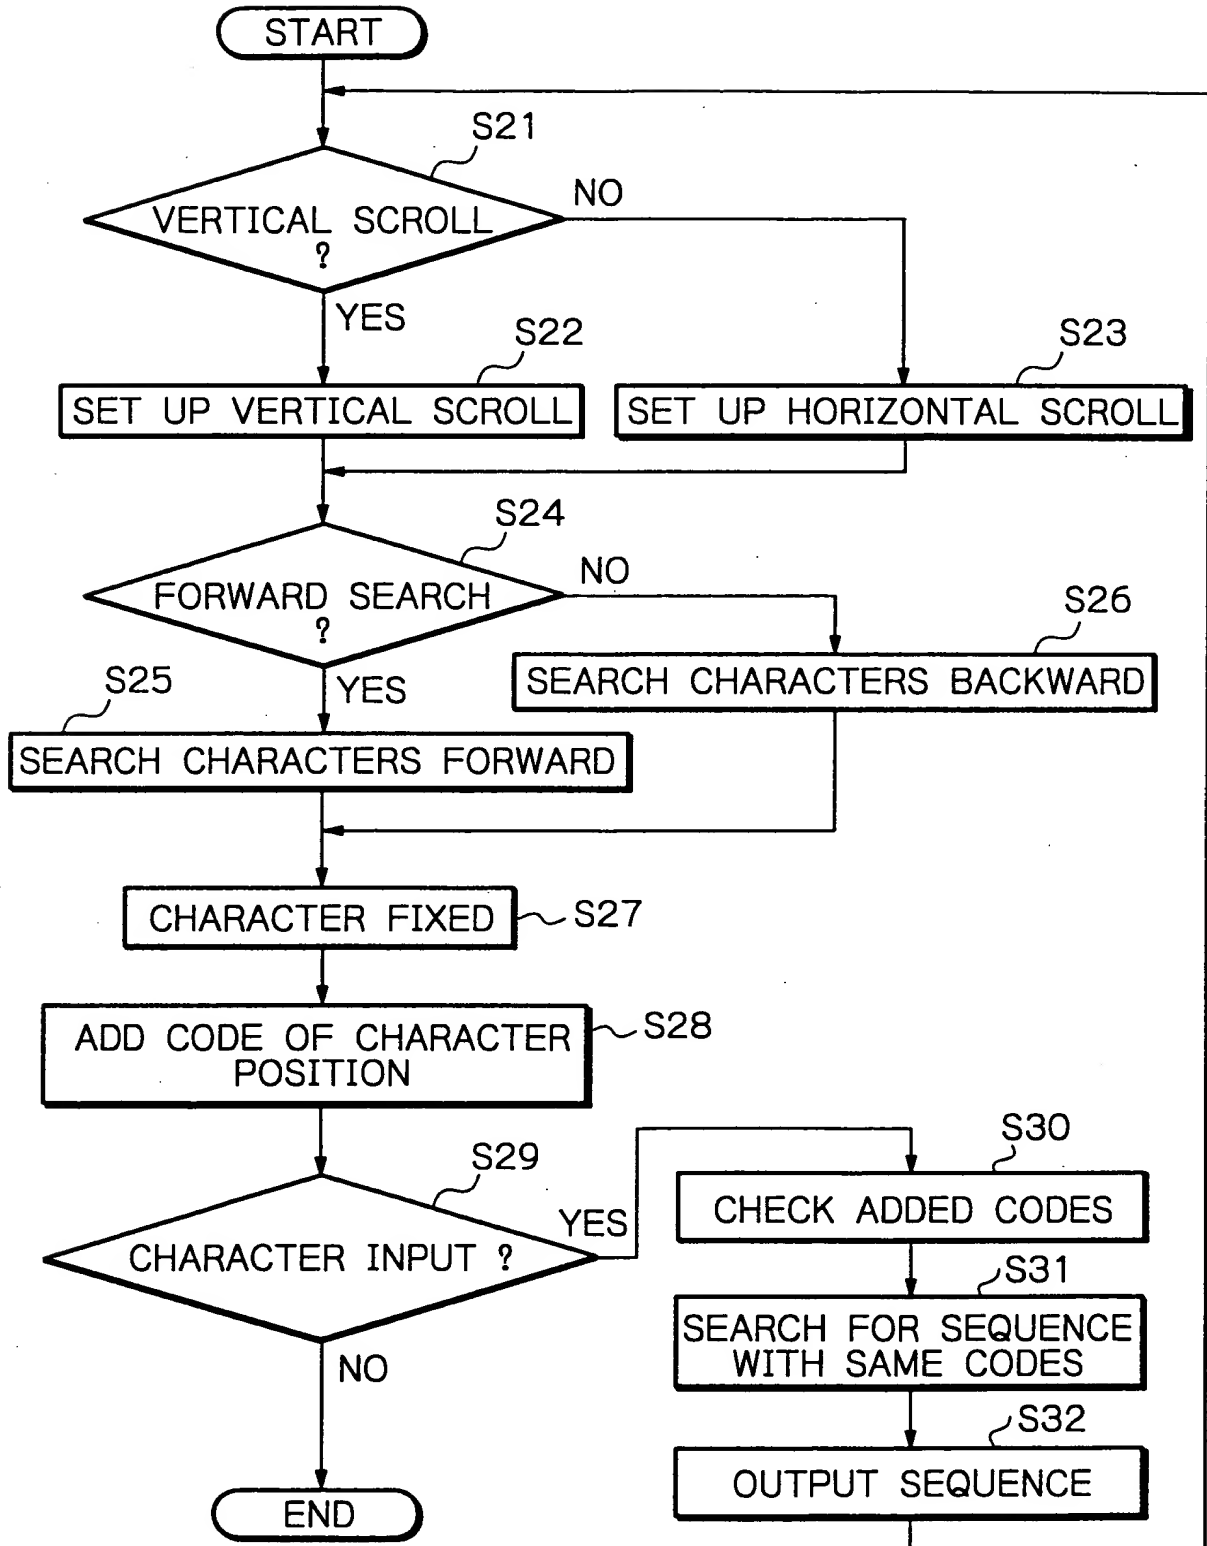 START
S21
VERTICAL SCROLL
?
NO
YES
S22
SET UP VERTICAL SCROLL
S23
SET UP HORIZONTAL SCROLL
S24
FORWARD SEARCH
?
NO
YES
S26
SEARCH CHARACTERS BACKWARD
S25
SEARCH CHARACTERS FORWARD
CHARACTER FIXED
S27
ADD CODE OF CHARACTER
POSITION
S28
S29
CHARACTER INPUT ?
YES
NO
S30
CHECK ADDED CODES
S31
SEARCH FOR SEQUENCE
WITH SAME CODES
S32
OUTPUT SEQUENCE
END